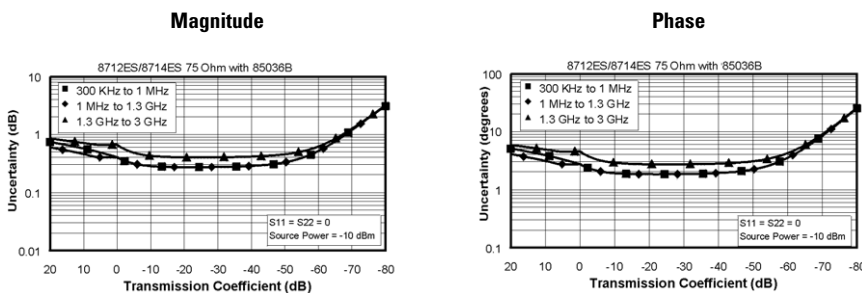 Magnitude
8712ES/8714ES 75 Ohm with 85036B
10
1
0.1
0.01
Uncertainty (dB)
300 KHz to 1 MHz
1 MHz to 1.3 GHz
1.3 GHz to 3 GHz
S11 = S22 = 0
Source Power = -10 dBm
20 10 0 -10 -20 -30 -40 -50 -60 -70 -80
Transmission Coefficient (dB)
Phase
8712ES/8714ES 75 Ohm with 85036B
100
10
1
0.1
Uncertainty (degrees)
300 KHz to 1 MHz
1 MHz to 1.3 GHz
1.3 GHz to 3 GHz
S11 = S22 = 0
Source Power = -10 dBm
20 10 0 -10 -20 -30 -40 -50 -60 -70 -80
Transmission Coefficient (dB)